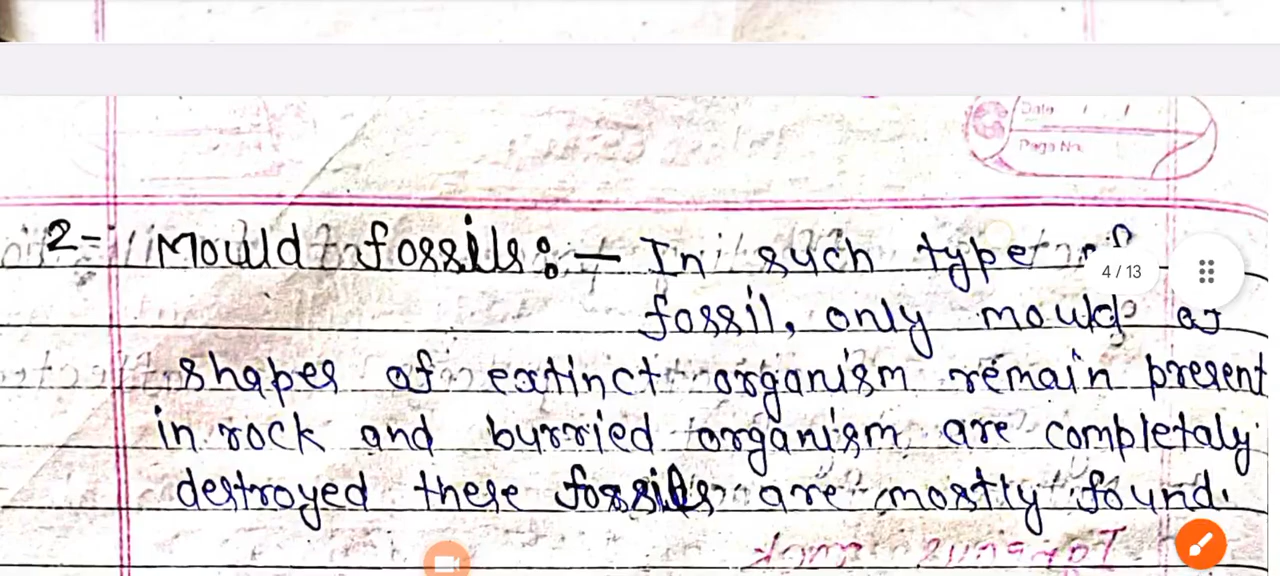 Date / /
Page No.
2- Mould fossils:- In such type of
4 / 13
fossil, only mould or
shapes of extinct organism remain present
in rock and burried organism are completaly
destroyed these fossils are mostly found.